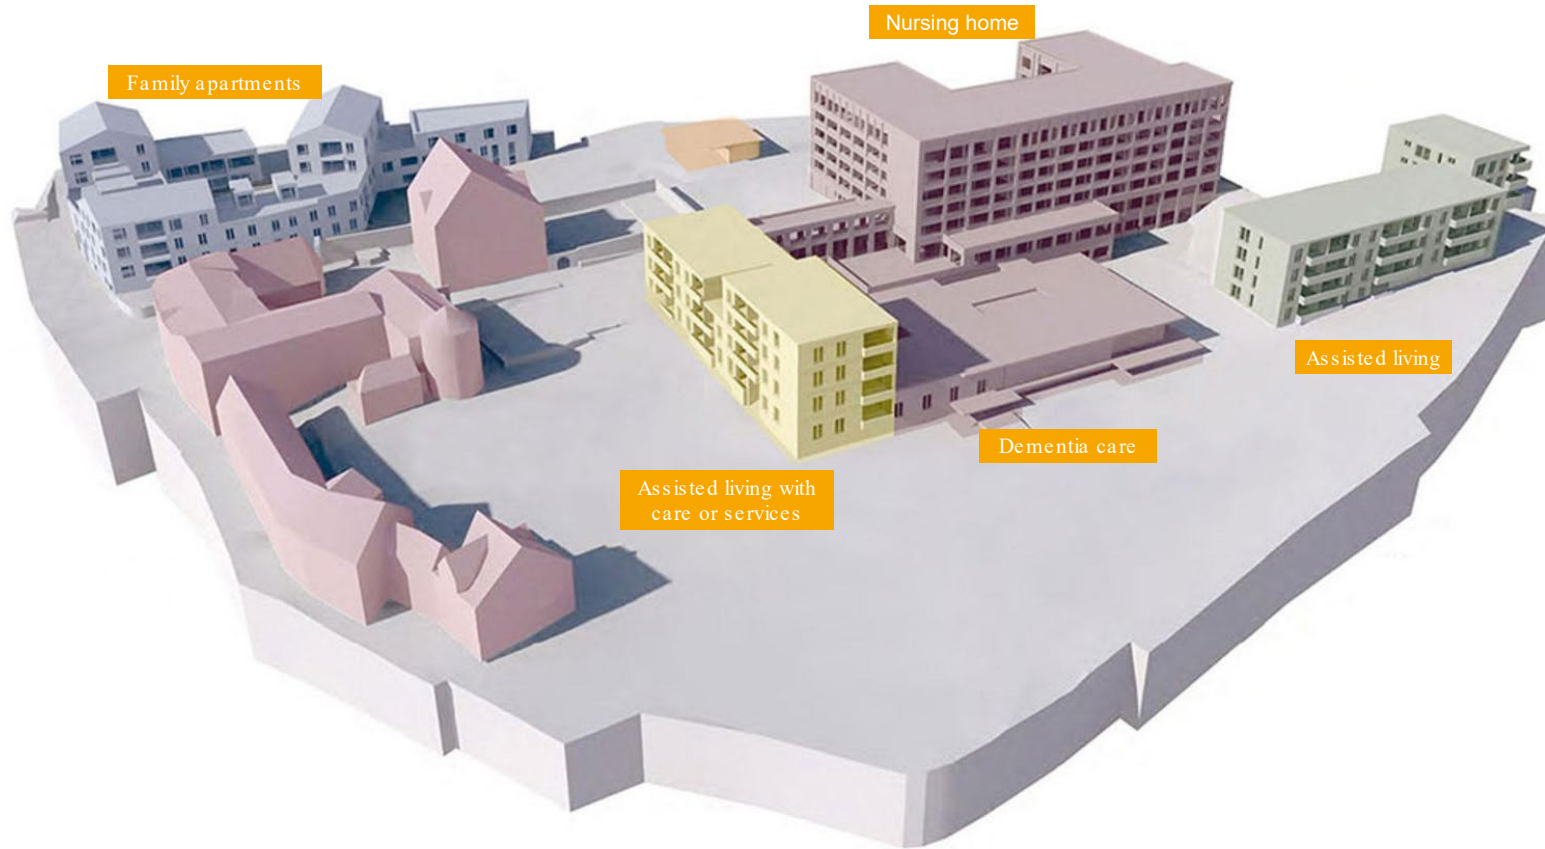 Nursing home
Family apartments
Assisted living
Dementia care
Assisted living with
care or services